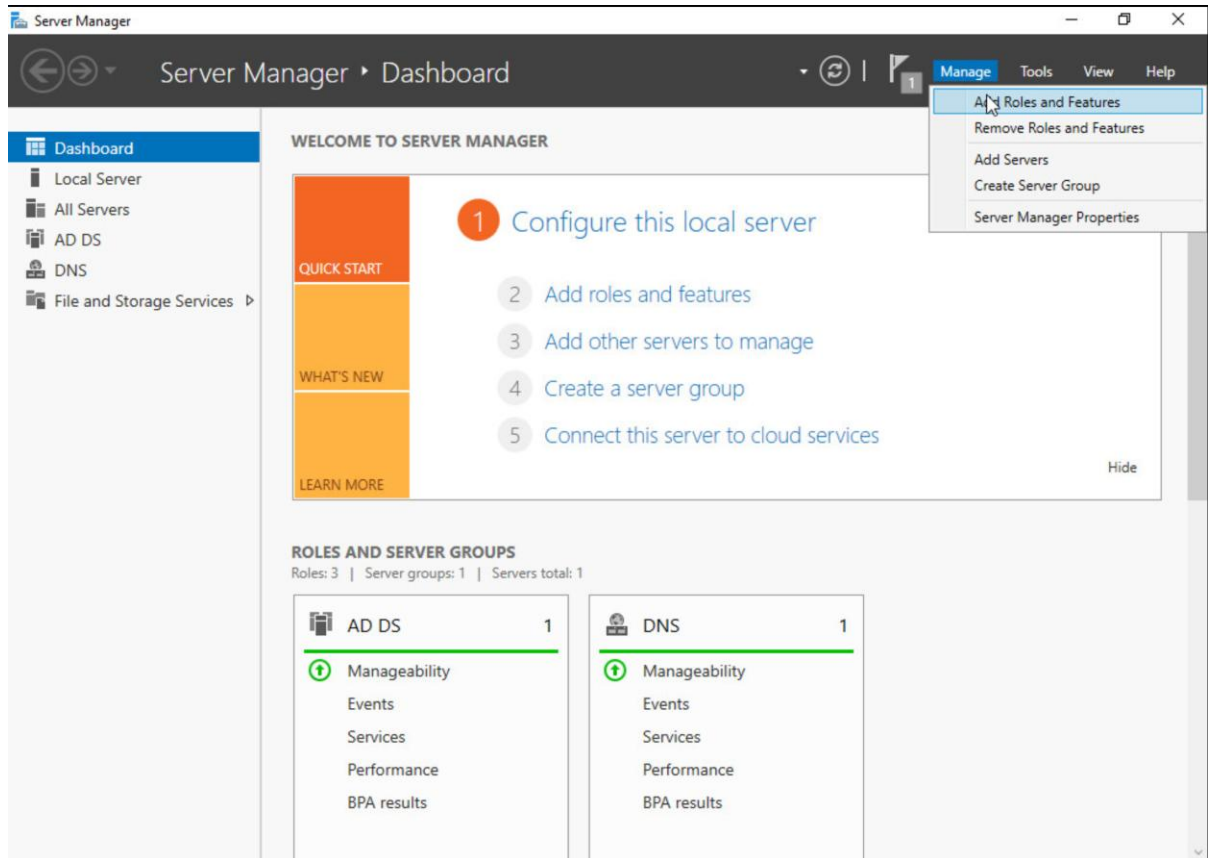 Server Manager
Server Manager • Dashboard
1
Manage Tools View Help
Add Roles and Features
Remove Roles and Features
Add Servers
Create Server Group
Server Manager Properties
Dashboard
Local Server
All Servers
AD DS
DNS
File and Storage Services
WELCOME TO SERVER MANAGER
QUICK START
WHAT'S NEW
LEARN MORE
1 Configure this local server
2 Add roles and features
3 Add other servers to manage
4 Create a server group
5 Connect this server to cloud services
Hide
ROLES AND SERVER GROUPS
Roles: 3 | Server groups: 1 | Servers total: 1
AD DS 1
Manageability
Events
Services
Performance
BPA results
DNS 1
Manageability
Events
Services
Performance
BPA results